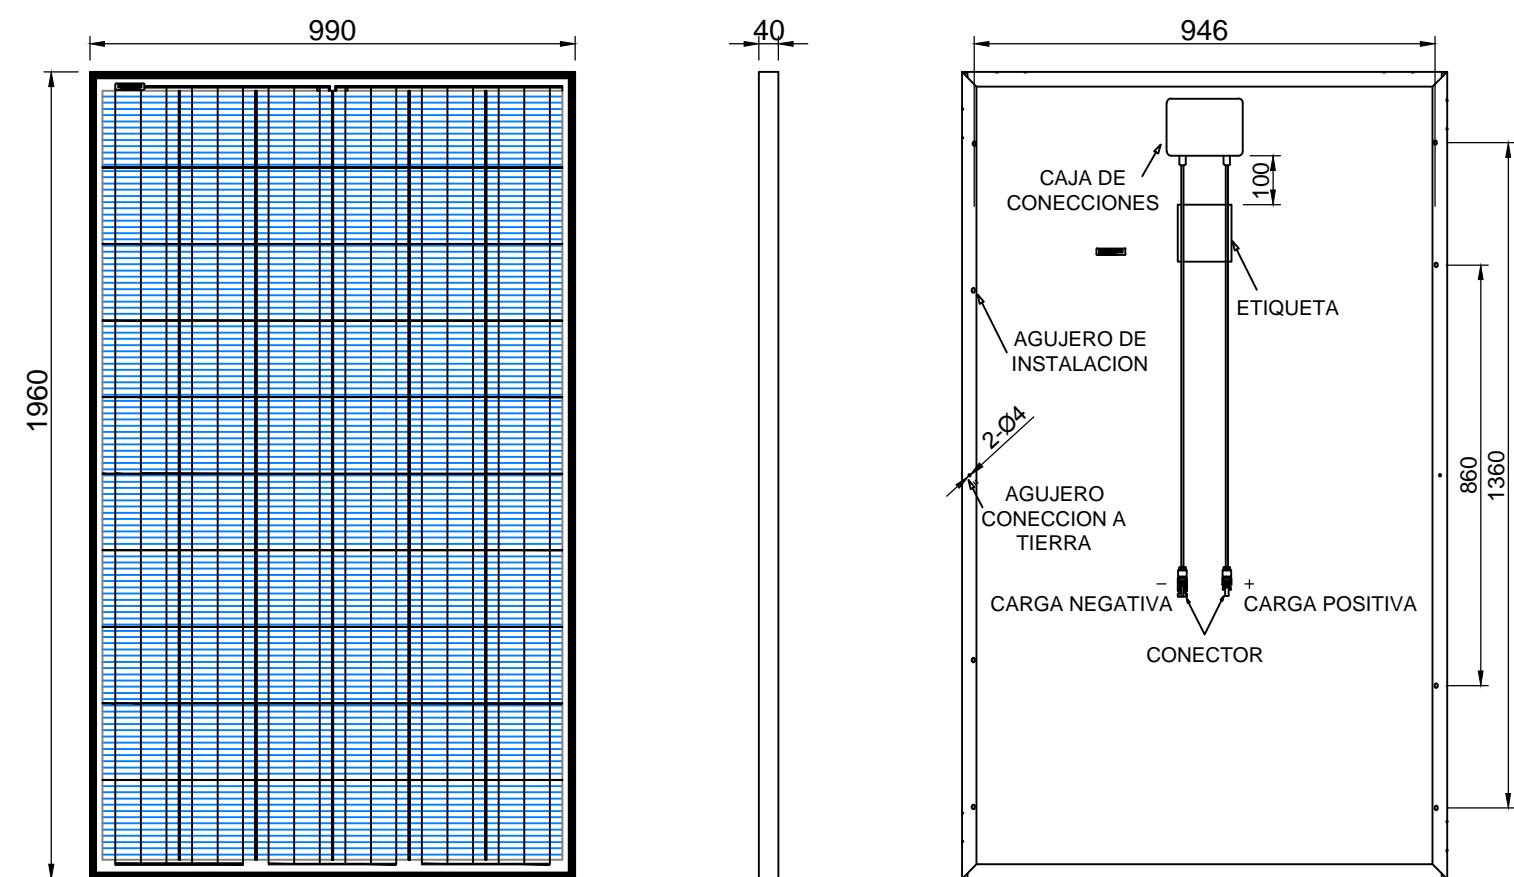 990
40
946
1960
CAJA DE
CONECCIONES
100
ETIQUETA
AGUJERO DE
INSTALACION
2-Ø4
AGUJERO
CONECCION A
TIERRA
860
1360
−
+
CARGA NEGATIVA
CARGA POSITIVA
CONECTOR